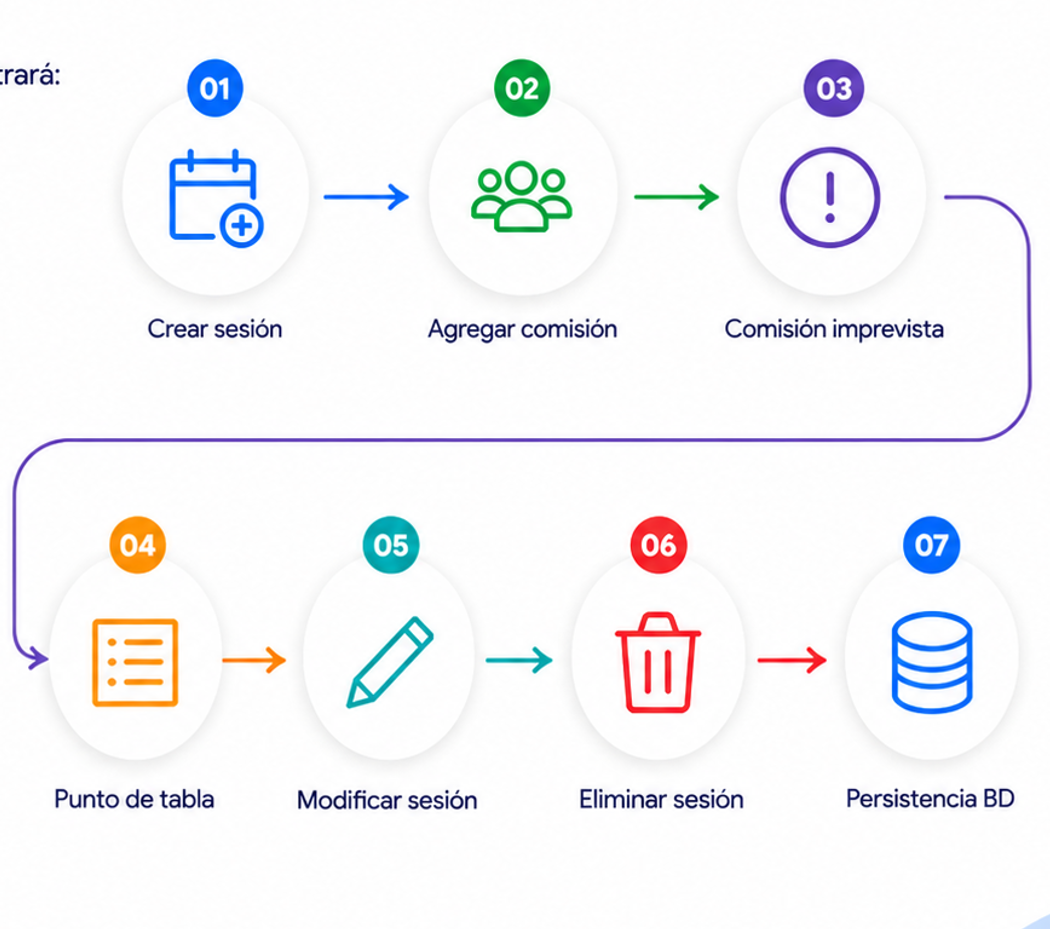 trará:
01
02
03
Crear sesión
Agregar comisión
Comisión imprevista
04
05
06
07
Punto de tabla
Modificar sesión
Eliminar sesión
Persistencia BD